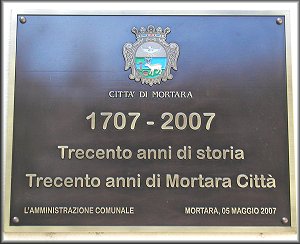 CITTA' DI MORTARA
1707 - 2007
Trecento anni di storia
Trecento anni di Mortara Città
L'AMMINISTRAZIONE COMUNALE MORTARA, 05 MAGGIO 2007